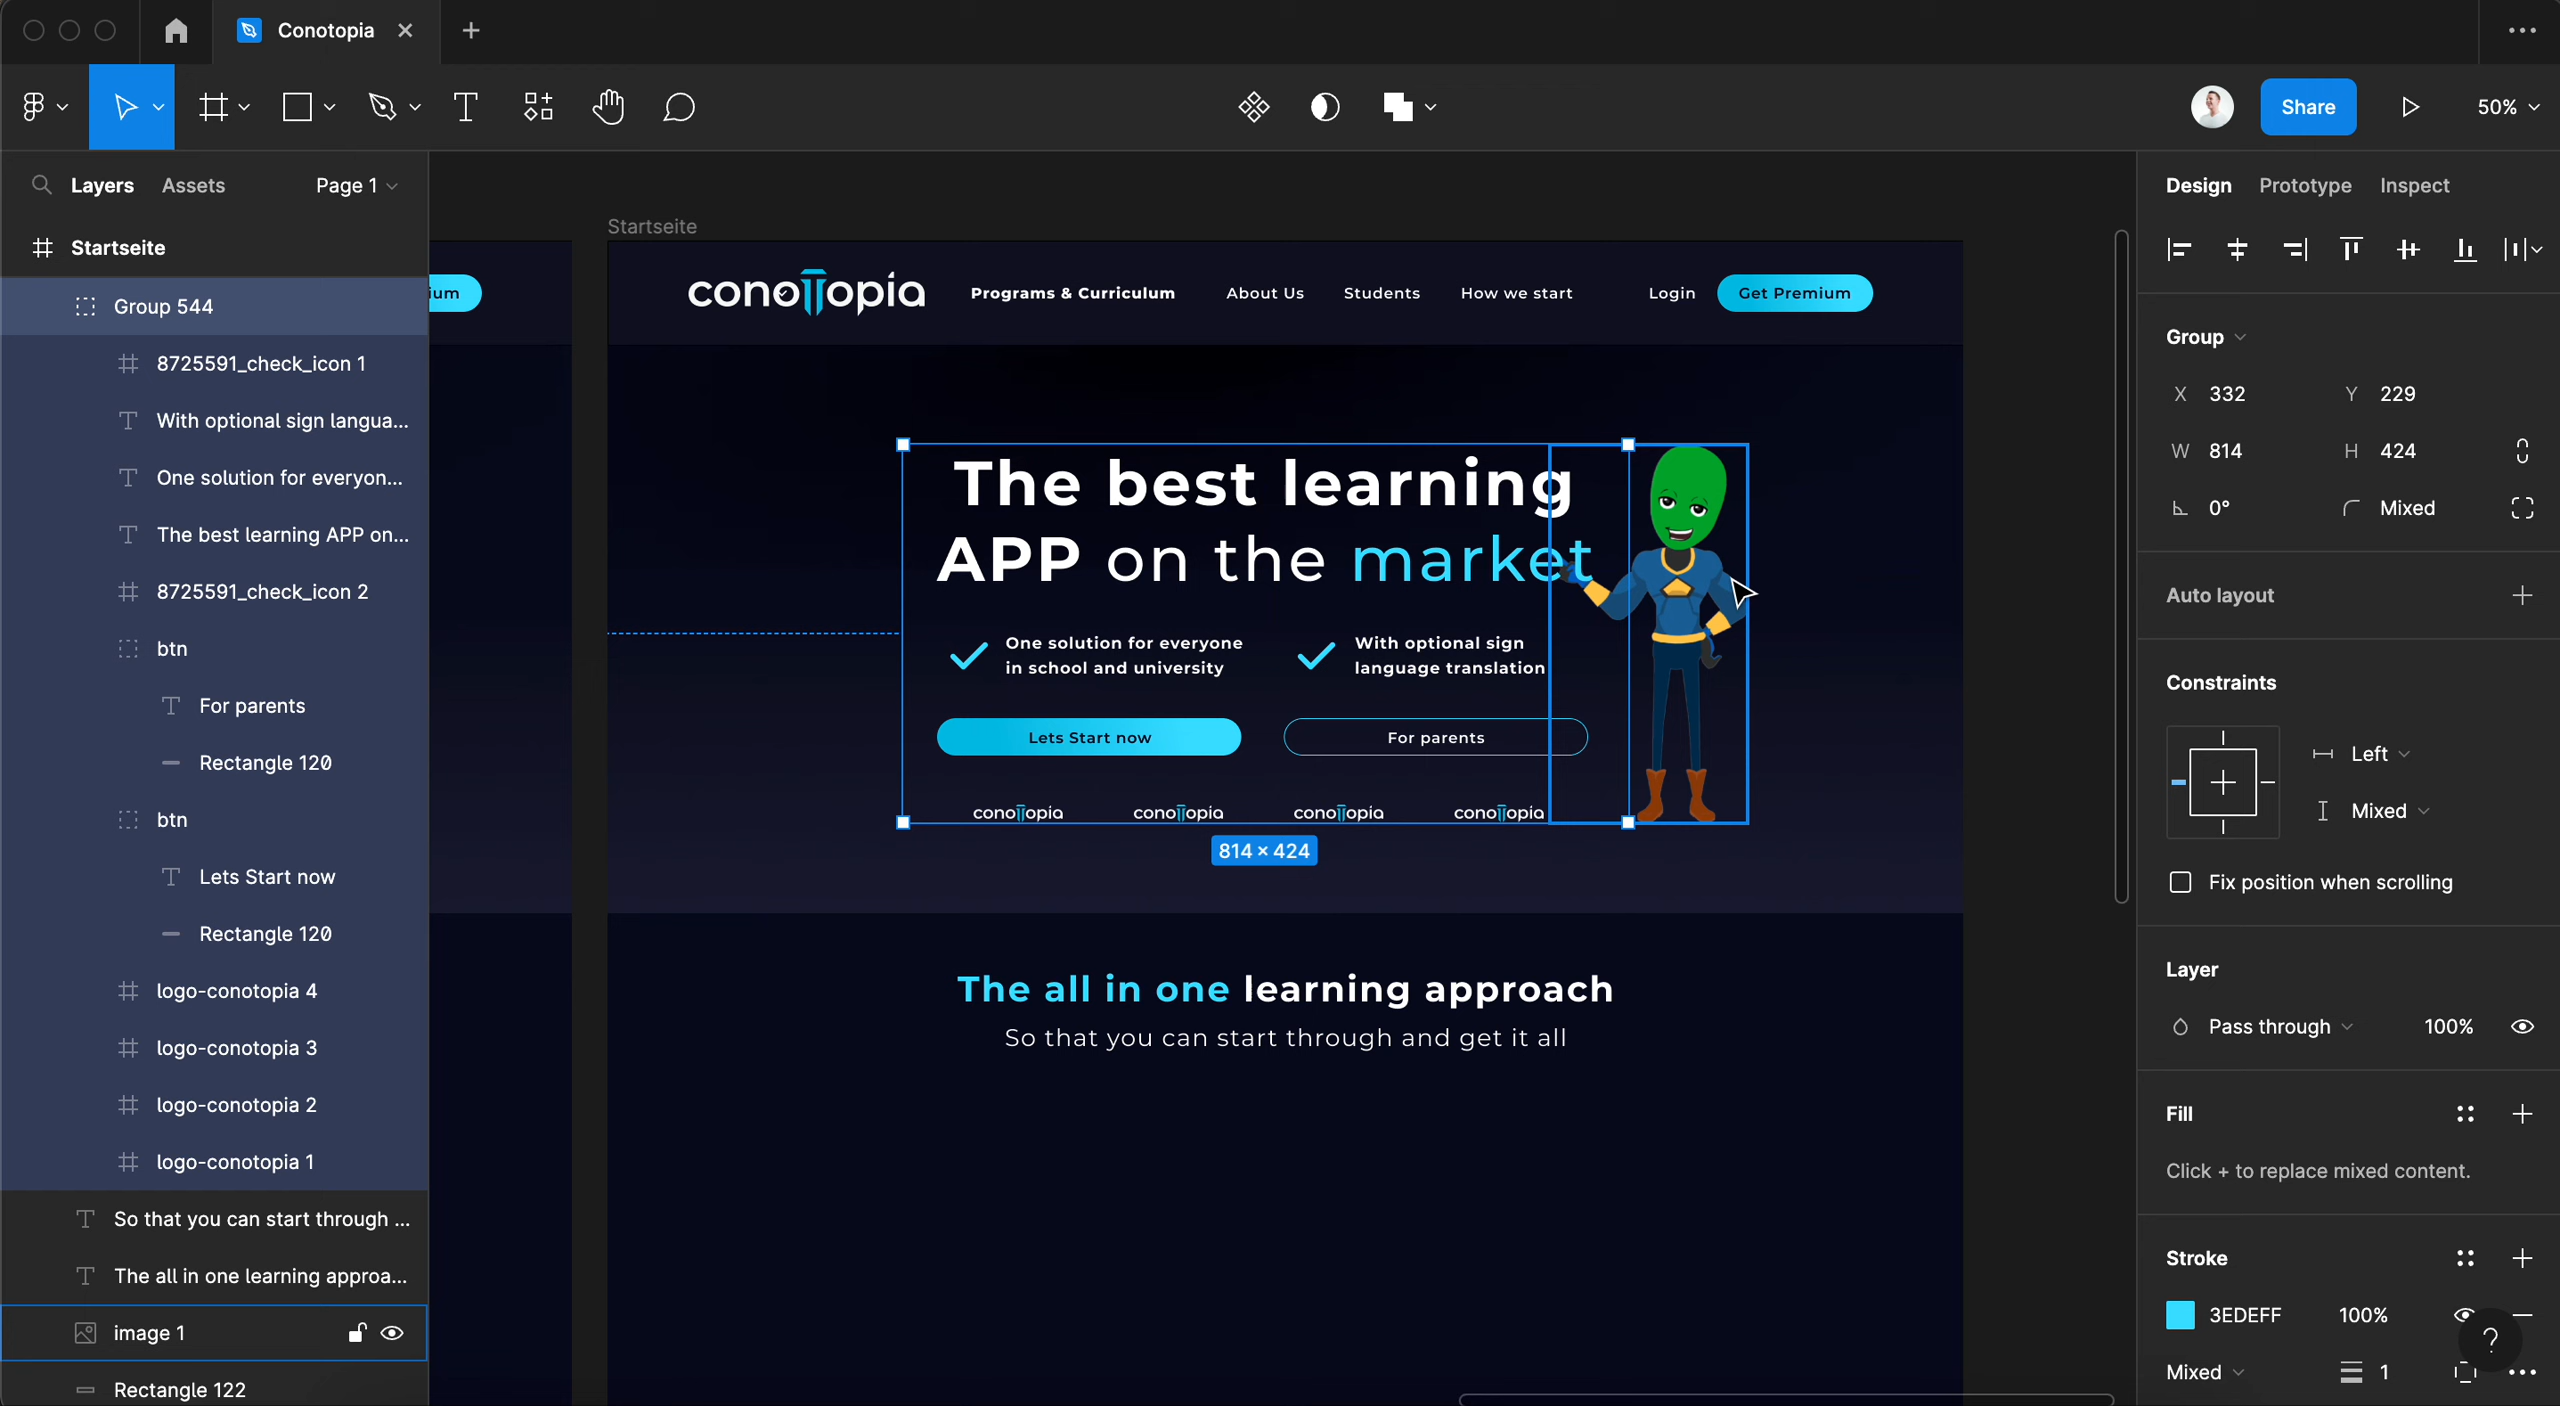 Conotopia
Share
50%
Layers
Assets
Page 1
Startseite
Group 544
8725591_check_icon 1
With optional sign langua...
One solution for everyon...
The best learning APP on...
8725591_check_icon 2
btn
For parents
Rectangle 120
btn
Lets Start now
Rectangle 120
logo-conotopia 4
logo-conotopia 3
logo-conotopia 2
logo-conotopia 1
So that you can start through ...
The all in one learning approa...
image 1
Rectangle 122
ium
Startseite
conotopia
Programs & Curriculum
About Us
Students
How we start
Login
Get Premium
The best learning
APP on the market
One solution for everyone
in school and university
With optional sign
language translation
Lets Start now
For parents
conotopia
conotopia
conotopia
conotopia
814 × 424
The all in one learning approach
So that you can start through and get it all
Design
Prototype
Inspect
Group
X 332
Y 229
W 814
H 424
0°
Mixed
Auto layout
Constraints
Left
Mixed
Fix position when scrolling
Layer
Pass through
100%
Fill
Click + to replace mixed content.
Stroke
3EDEFF
100%
Mixed
1
?